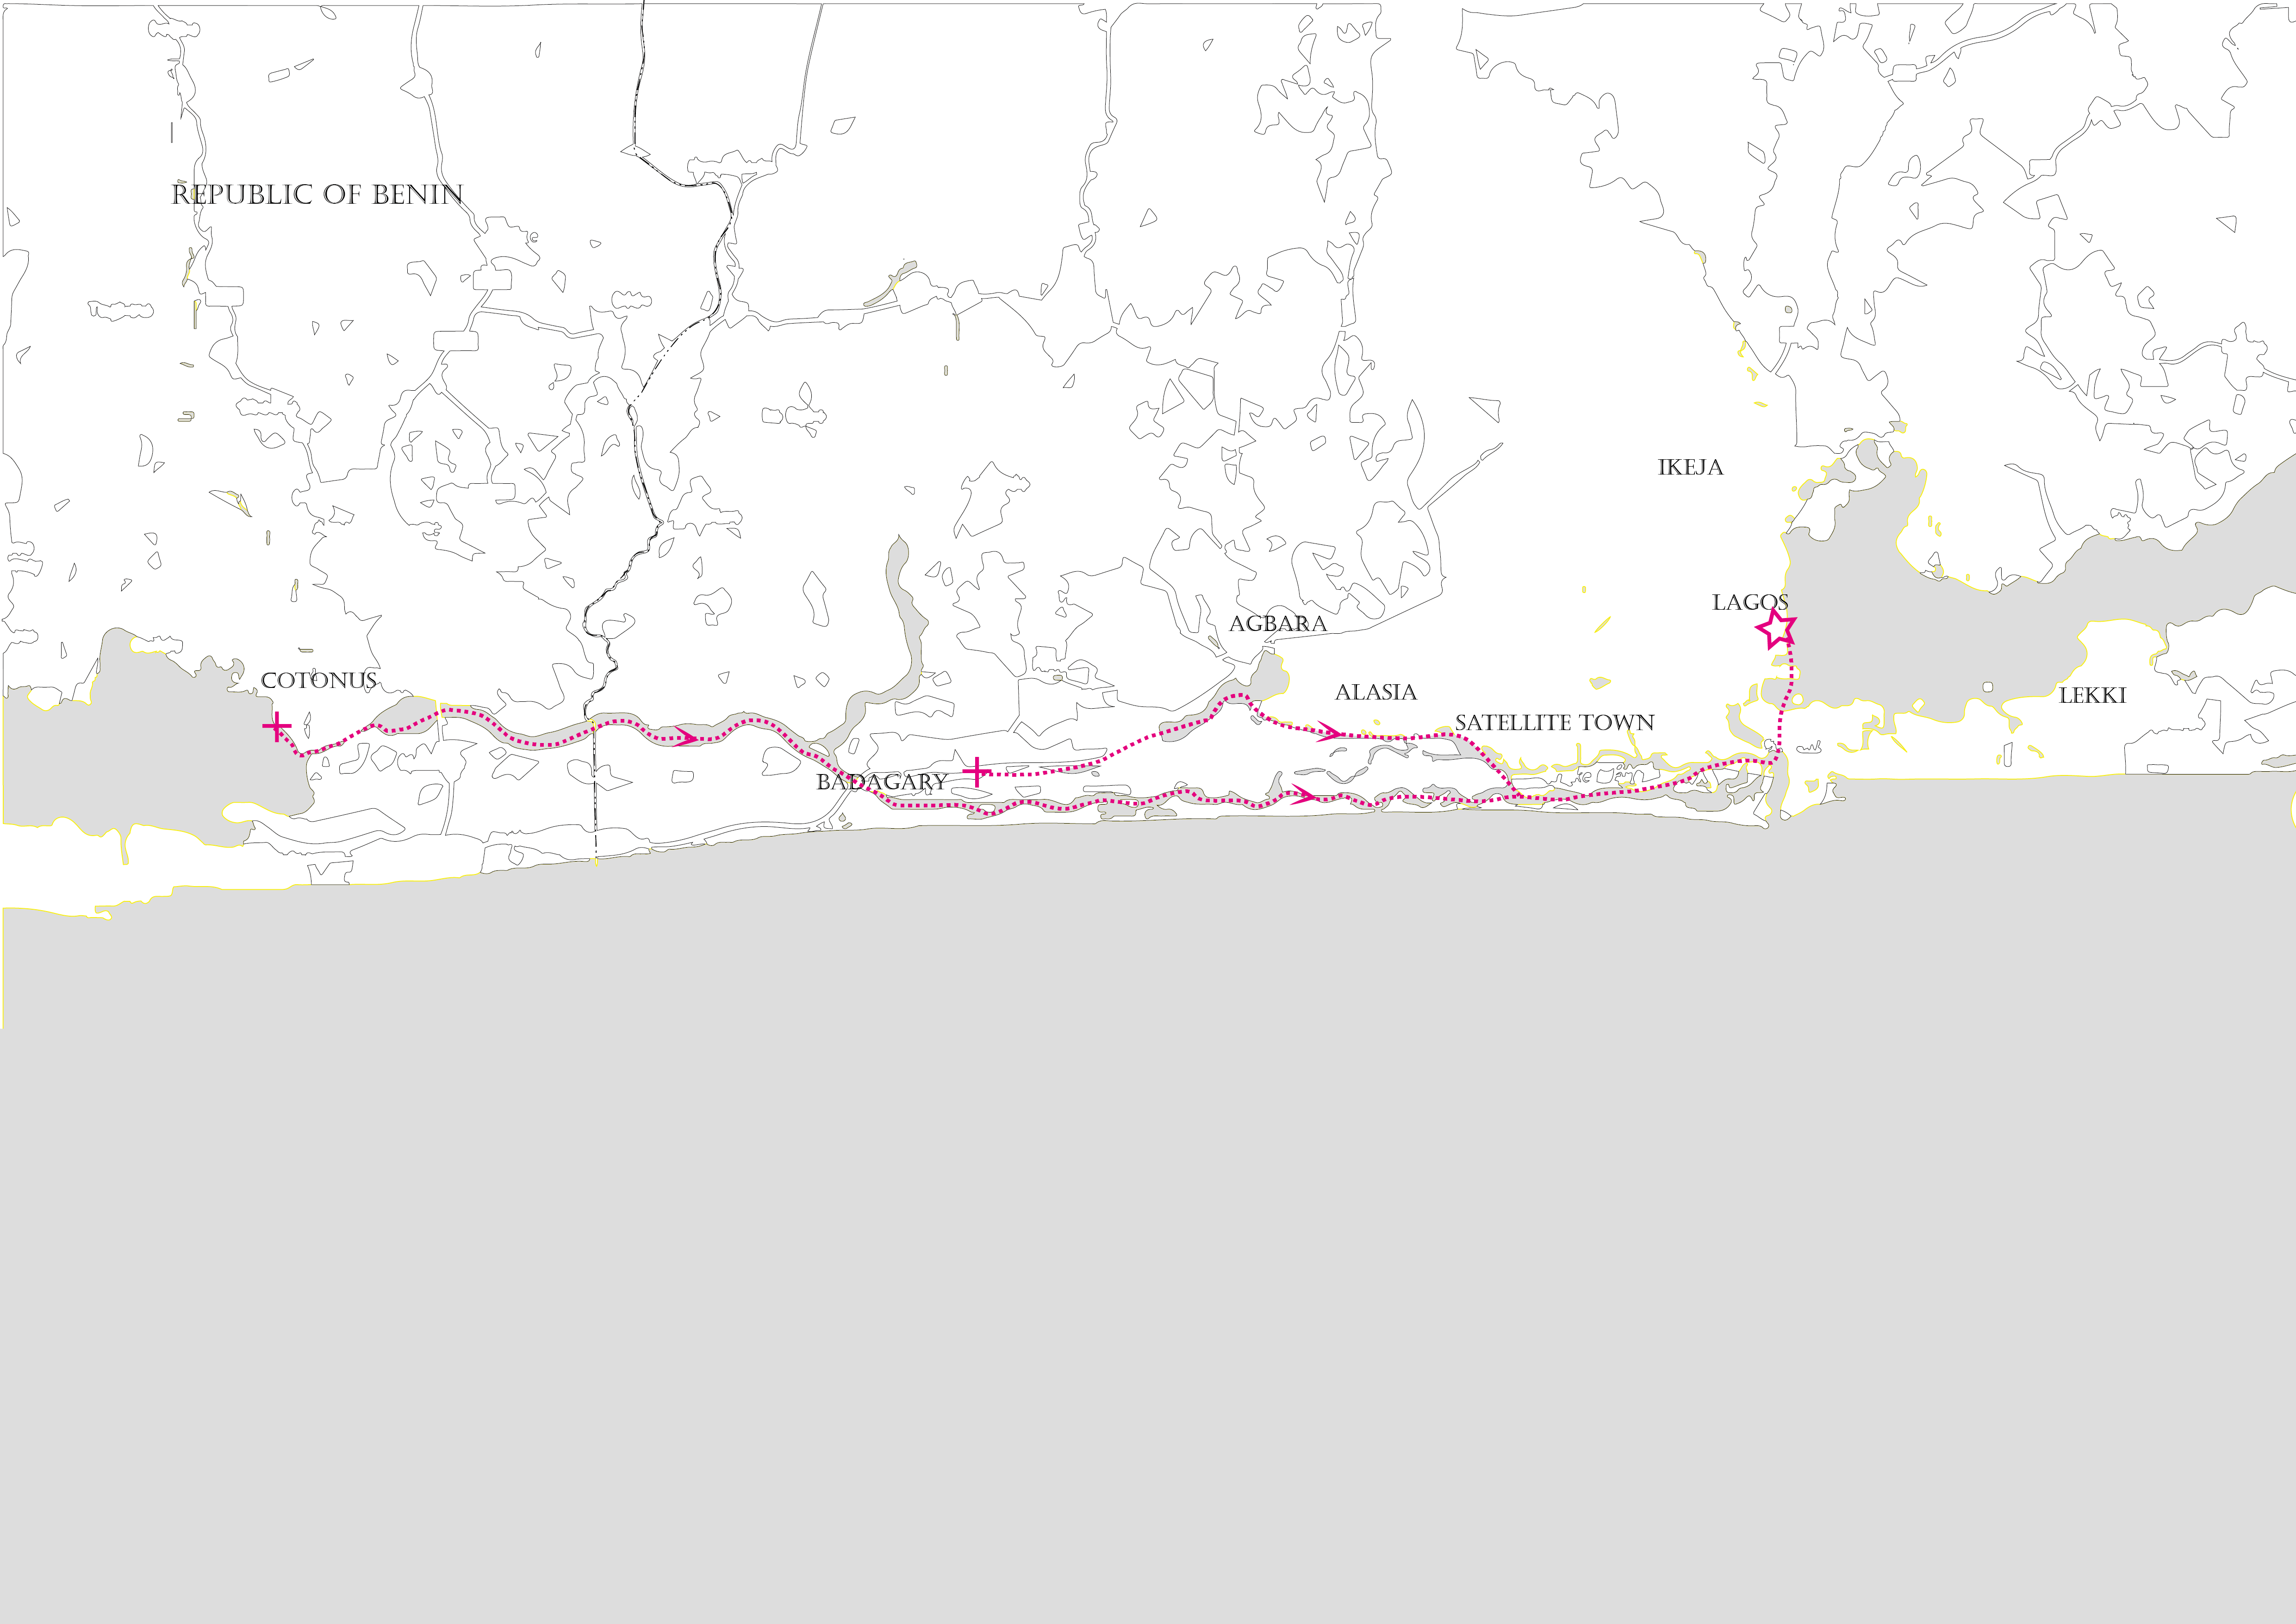 REPUBLIC OF BENIN
IKEJA
LAGOS
AGBARA
COTONUS
ALASIA
LEKKI
SATELLITE TOWN
BADAGARY